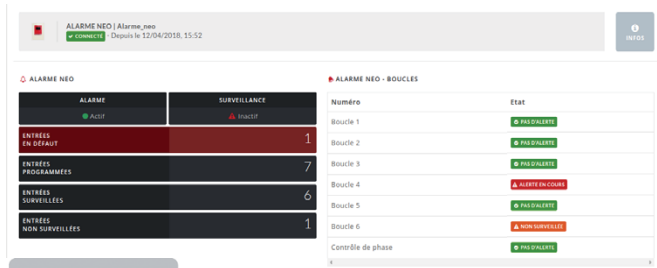 ALARME NEO | Alarme_neo
CONNECTÉ - Depuis le 12/04/2018, 15:52
INFOS
ALARME NEO
ALARME SURVEILLANCE
Actif Inactif
ENTRÉES
EN DÉFAUT 1
ENTRÉES
PROGRAMMÉES 7
ENTRÉES
SURVEILLÉES 6
ENTRÉES
NON SURVEILLÉES 1
ALARME NEO - BOUCLES
Numéro Etat
Boucle 1 PAS D'ALERTE
Boucle 2 PAS D'ALERTE
Boucle 3 PAS D'ALERTE
Boucle 4 ALERTE EN COURS
Boucle 5 PAS D'ALERTE
Boucle 6 NON SURVEILLÉE
Contrôle de phase PAS D'ALERTE